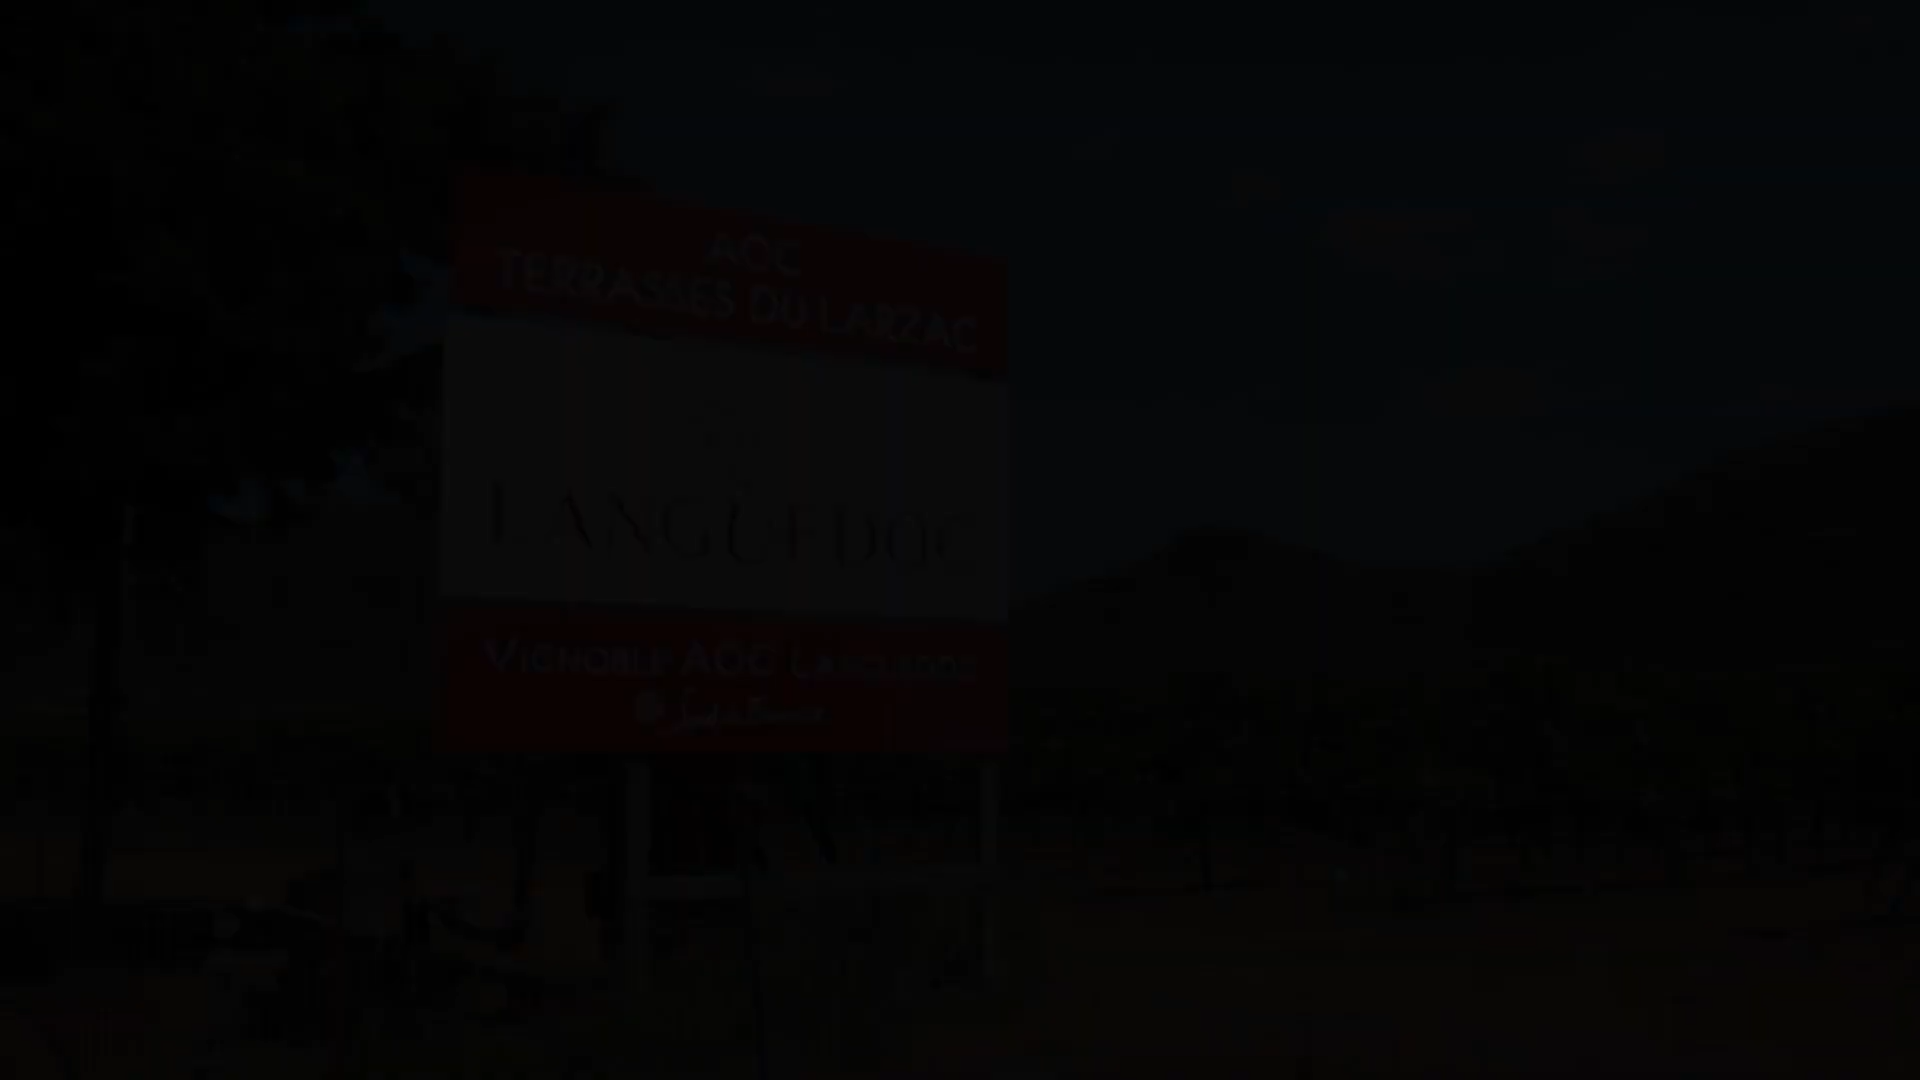 AOC
TERRASSES DU LARZAC
LANGUEDOC
VIGNOBLE AOC LANGUEDOC